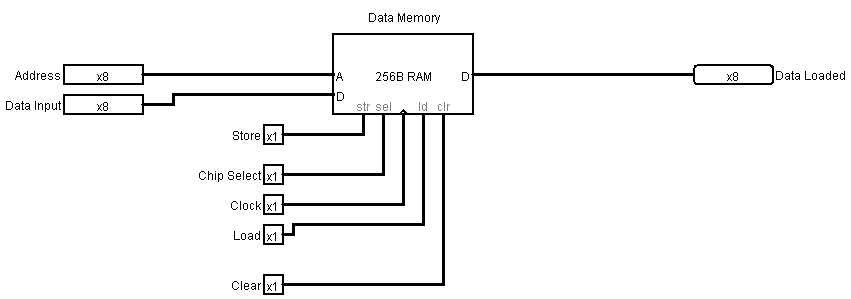 Data Memory
Address x8
A 256B RAM D
x8 Data Loaded
Data Input x8
D
str sel ld clr
Store x1
Chip Select x1
Clock x1
Load x1
Clear x1